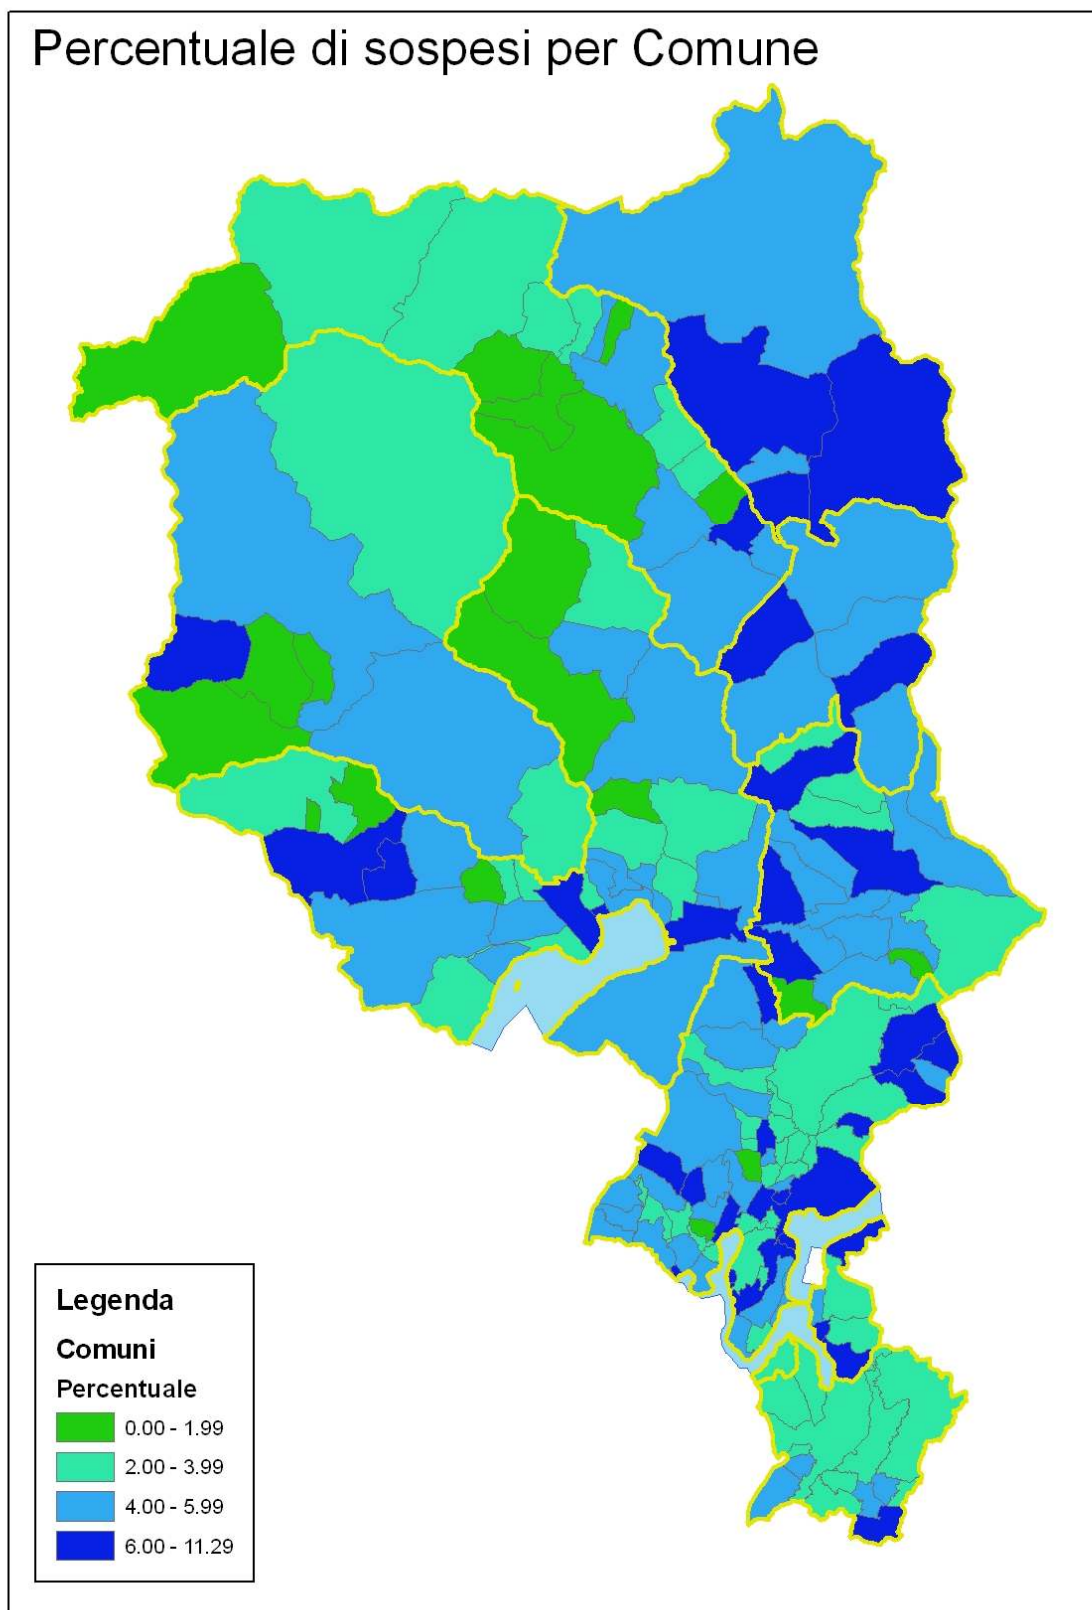 Percentuale di sospesi per Comune
Legenda
Comuni
Percentuale
0.00 - 1.99
2.00 - 3.99
4.00 - 5.99
6.00 - 11.29